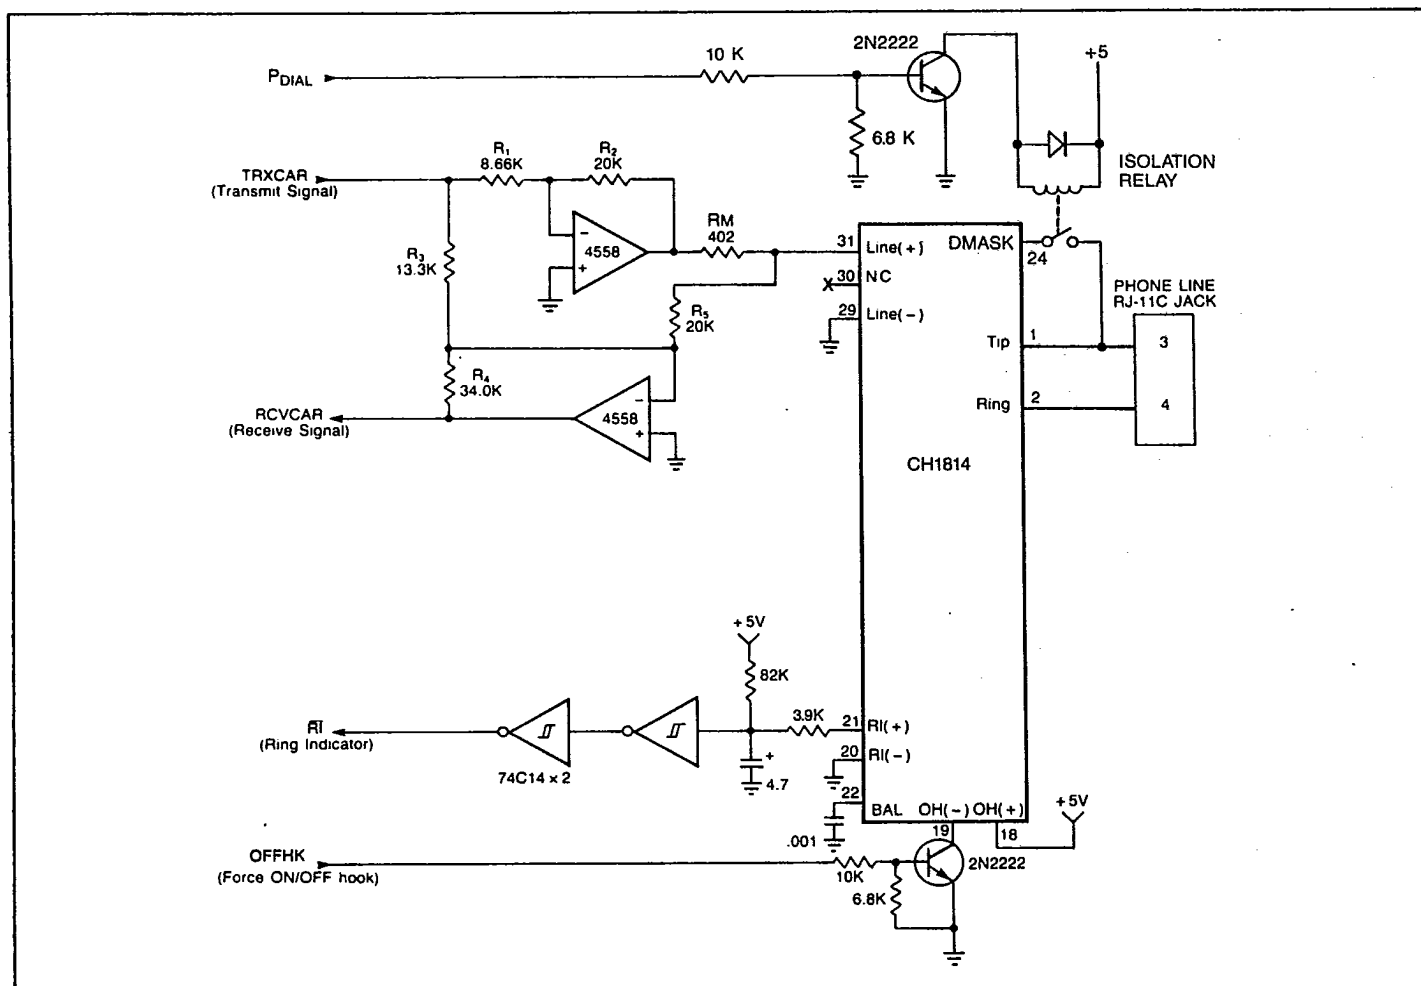 2N2222
+5
10 K
PDIAL
6.8 K
ISOLATION
RELAY
R1
8.66K
R2
20K
TRXCAR
(Transmit Signal)
4558
−
+
RM
402
R3
13.3K
R5
20K
R4
34.0K
RCVCAR
(Receive Signal)
4558
−
+
31
Line(+)
DMASK
24
30
NC
29
Line(−)
PHONE LINE
RJ-11C JACK
Tip
1
3
Ring
2
4
CH1814
+5V
82K
3.9K
21
RI(+)
20
RI(−)
RI
(Ring Indicator)
74C14 × 2
+
4.7
22
BAL
OH(−)
OH(+)
19
18
+5V
.001
OFFHK
(Force ON/OFF hook)
10K
2N2222
6.8K